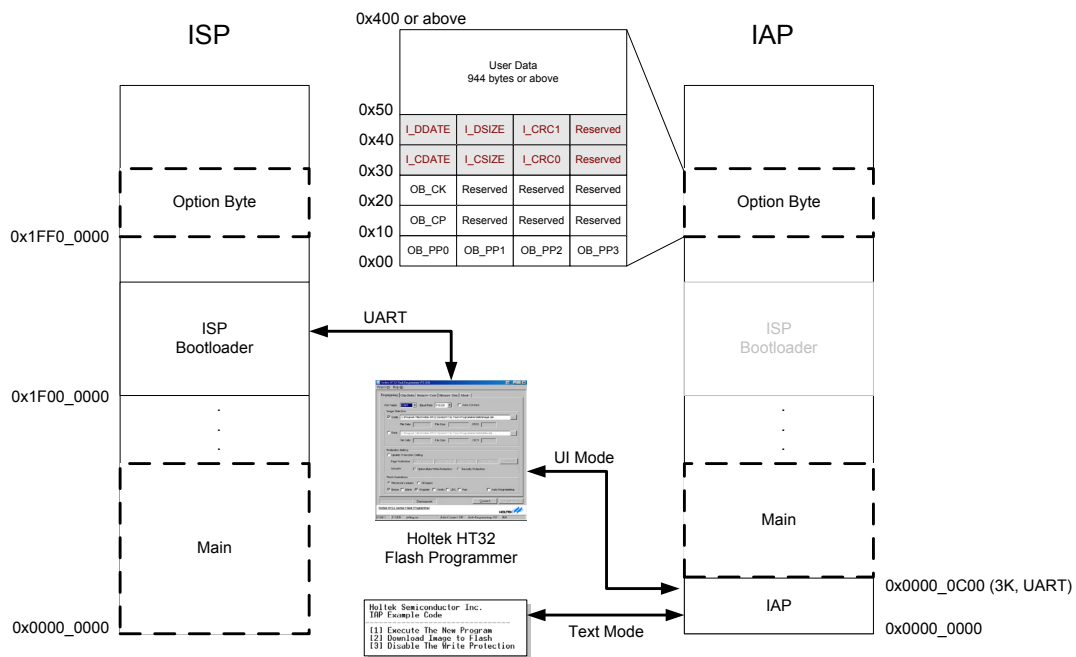 ISP
0x400 or above
IAP
User Data
944 bytes or above
0x50
I_DDATE I_DSIZE I_CRC1 Reserved
0x40
I_CDATE I_CSIZE I_CRC0 Reserved
0x30
OB_CK Reserved Reserved Reserved
0x20
OB_CP Reserved Reserved Reserved
0x10
OB_PP0 OB_PP1 OB_PP2 OB_PP3
0x00
Option Byte
0x1FF0_0000
ISP
Bootloader
0x1F00_0000
Main
0x0000_0000
UART
HOLTEK
Holtek HT32
Flash Programmer
UI Mode
Holtek Semiconductor Inc.
IAP Example Code
[1] Execute The New Program
[2] Download Image to Flash
[3] Disable The Write Protection
Text Mode
Option Byte
ISP
Bootloader
Main
0x0000_0C00 (3K, UART)
IAP
0x0000_0000